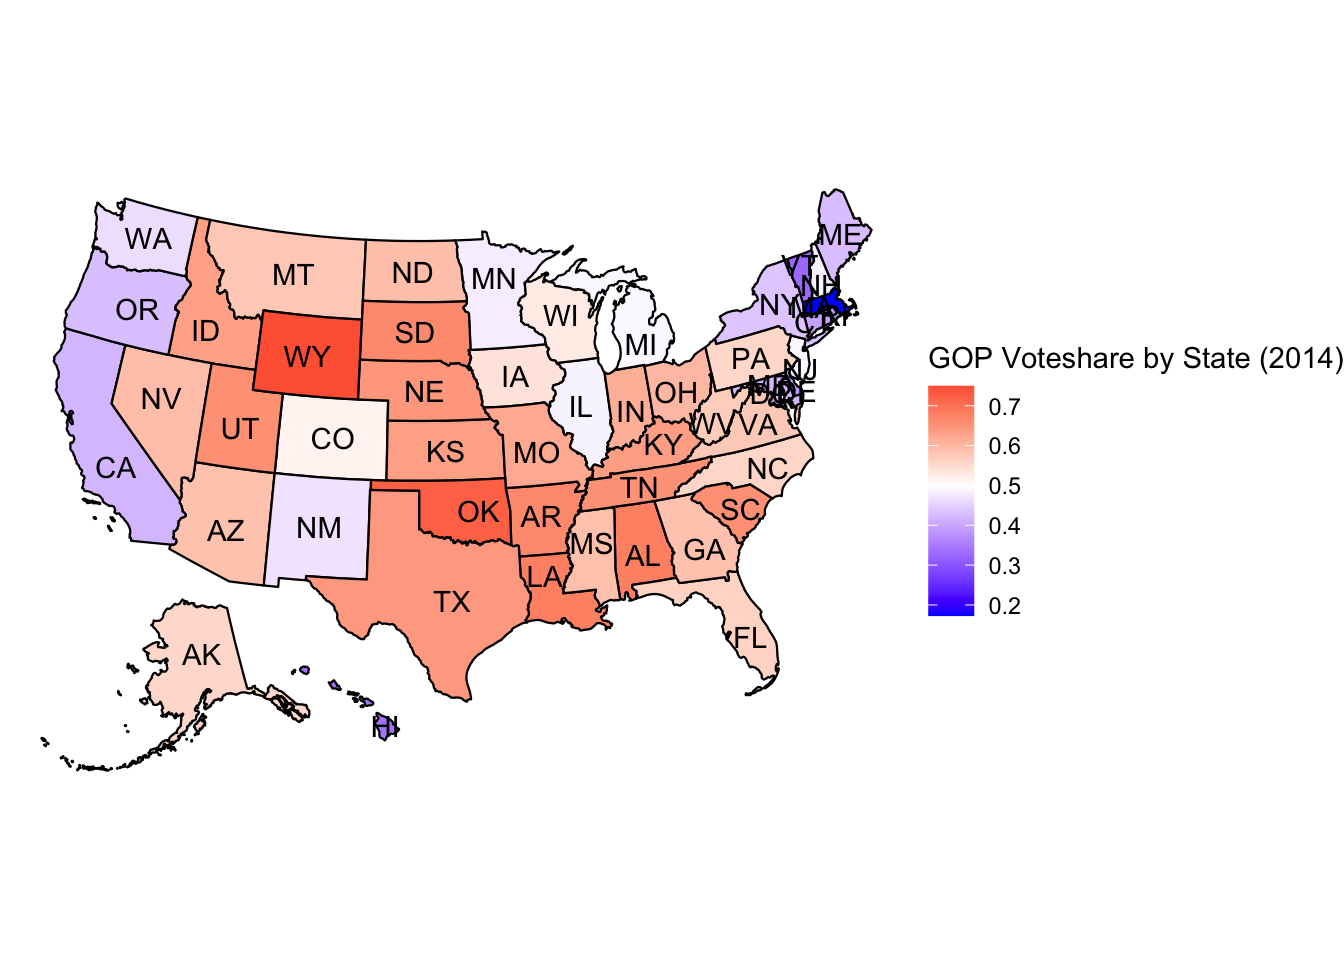 ME
WA
MT
ND
MN
VT
NH
OR
ID
SD
WI
MI
NY
MA
WY
IA
PA
NJ
NV
NE
IL
IN
OH
MD
DE
UT
CO
KS
MO
KY
WV
VA
CA
NC
TN
AZ
NM
OK
AR
MS
AL
GA
SC
LA
TX
FL
AK
HI
GOP Voteshare by State (2014)
0.7
0.6
0.5
0.4
0.3
0.2